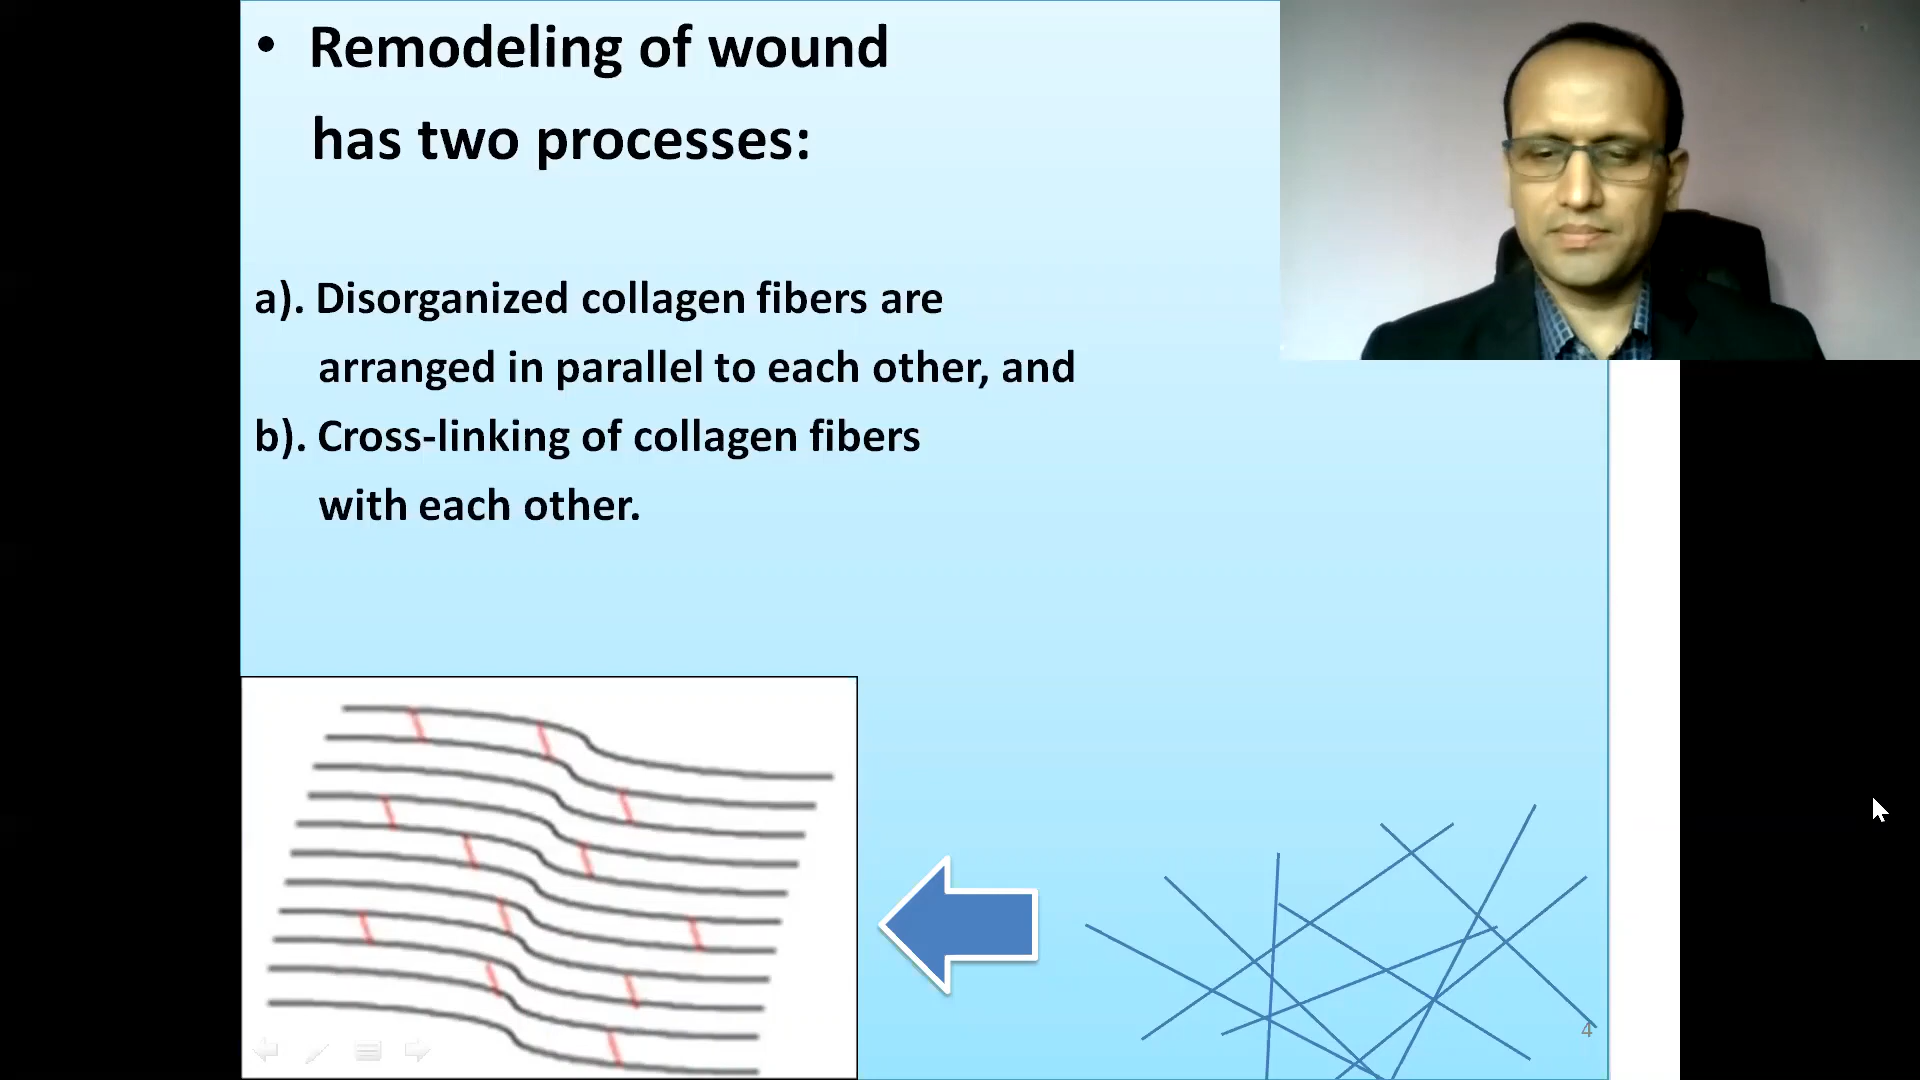 • Remodeling of wound
has two processes:
a). Disorganized collagen fibers are
arranged in parallel to each other, and
b). Cross-linking of collagen fibers
with each other.
4